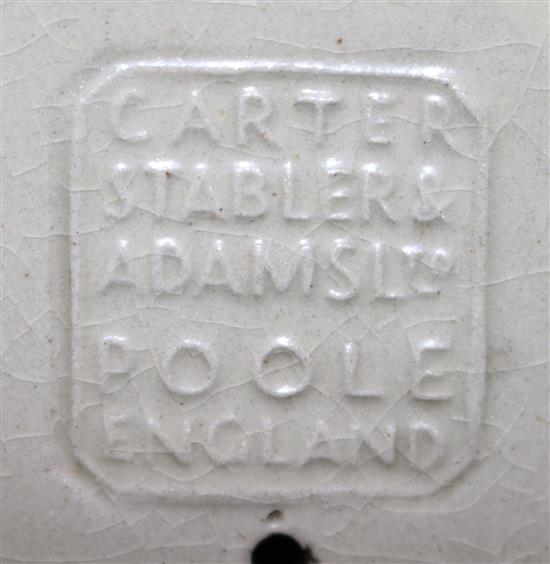 CARTER
STABLER &
ADAMS LTD
POOLE
ENGLAND